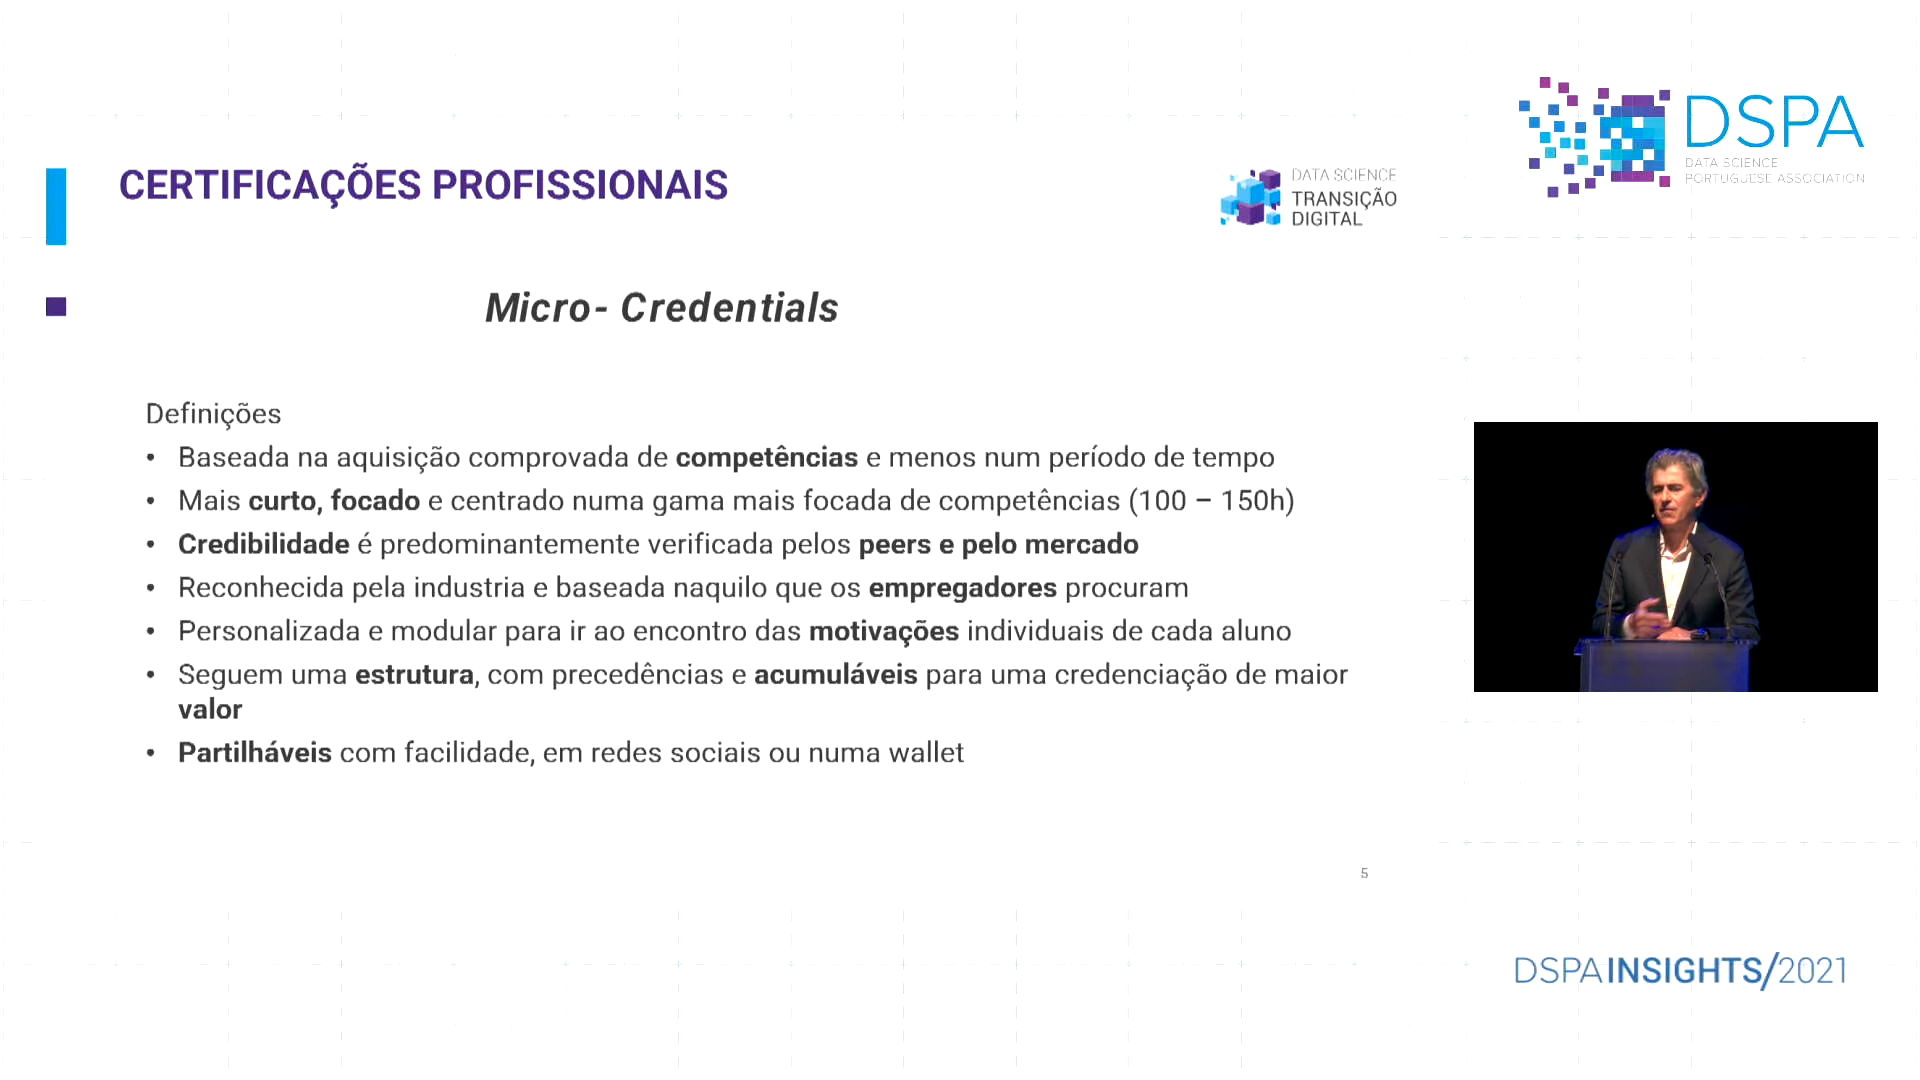 CERTIFICAÇÕES PROFISSIONAIS
DATA SCIENCE
TRANSIÇÃO
DIGITAL
DSPA
DATA SCIENCE
PORTUGUESE ASSOCIATION
Micro- Credentials
Definições
• Baseada na aquisição comprovada de competências e menos num período de tempo
• Mais curto, focado e centrado numa gama mais focada de competências (100 – 150h)
• Credibilidade é predominantemente verificada pelos peers e pelo mercado
• Reconhecida pela industria e baseada naquilo que os empregadores procuram
• Personalizada e modular para ir ao encontro das motivações individuais de cada aluno
• Seguem uma estrutura, com precedências e acumuláveis para uma credenciação de maior
valor
• Partilháveis com facilidade, em redes sociais ou numa wallet
5
DSPAINSIGHTS/2021